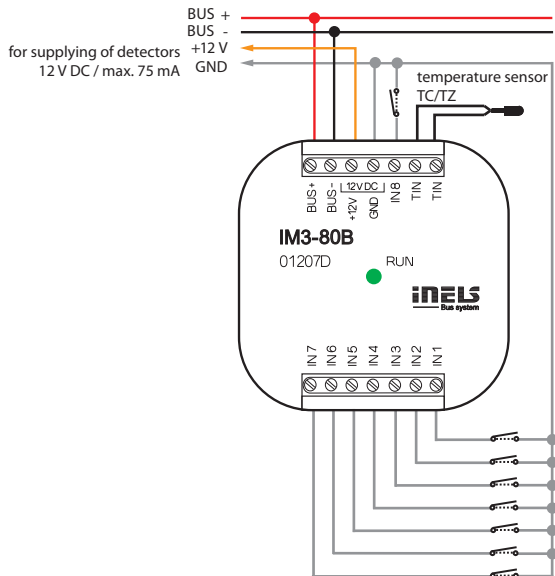 BUS +
BUS -
for supplying of detectors +12 V
12 V DC / max. 75 mA GND
temperature sensor
TC/TZ
BUS+ BUS- +12V GND IN8 TIN TIN
12V DC
IM3-80B
01207D RUN
iNELS
Bus system
IN7 IN6 IN5 IN4 IN3 IN2 IN1